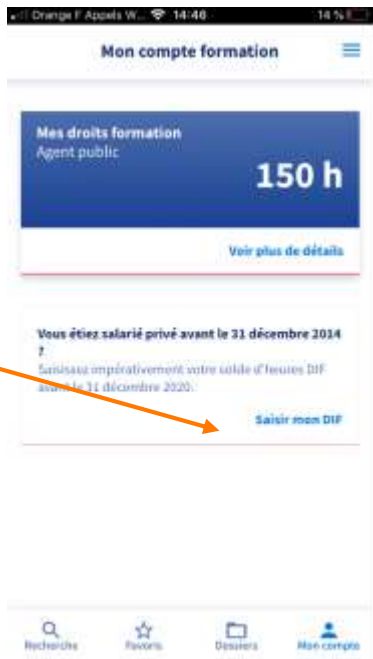 Orange F Appels W... 14:46 14 %
Mon compte formation
Mes droits formation
Agent public
150 h
Voir plus de détails
Vous étiez salarié privé avant le 31 décembre 2014
?
Saisissez impérativement votre solde d'heures DIF
avant le 31 décembre 2020.
Saisir mon DIF
Recherche Favoris Dossiers Mon compte